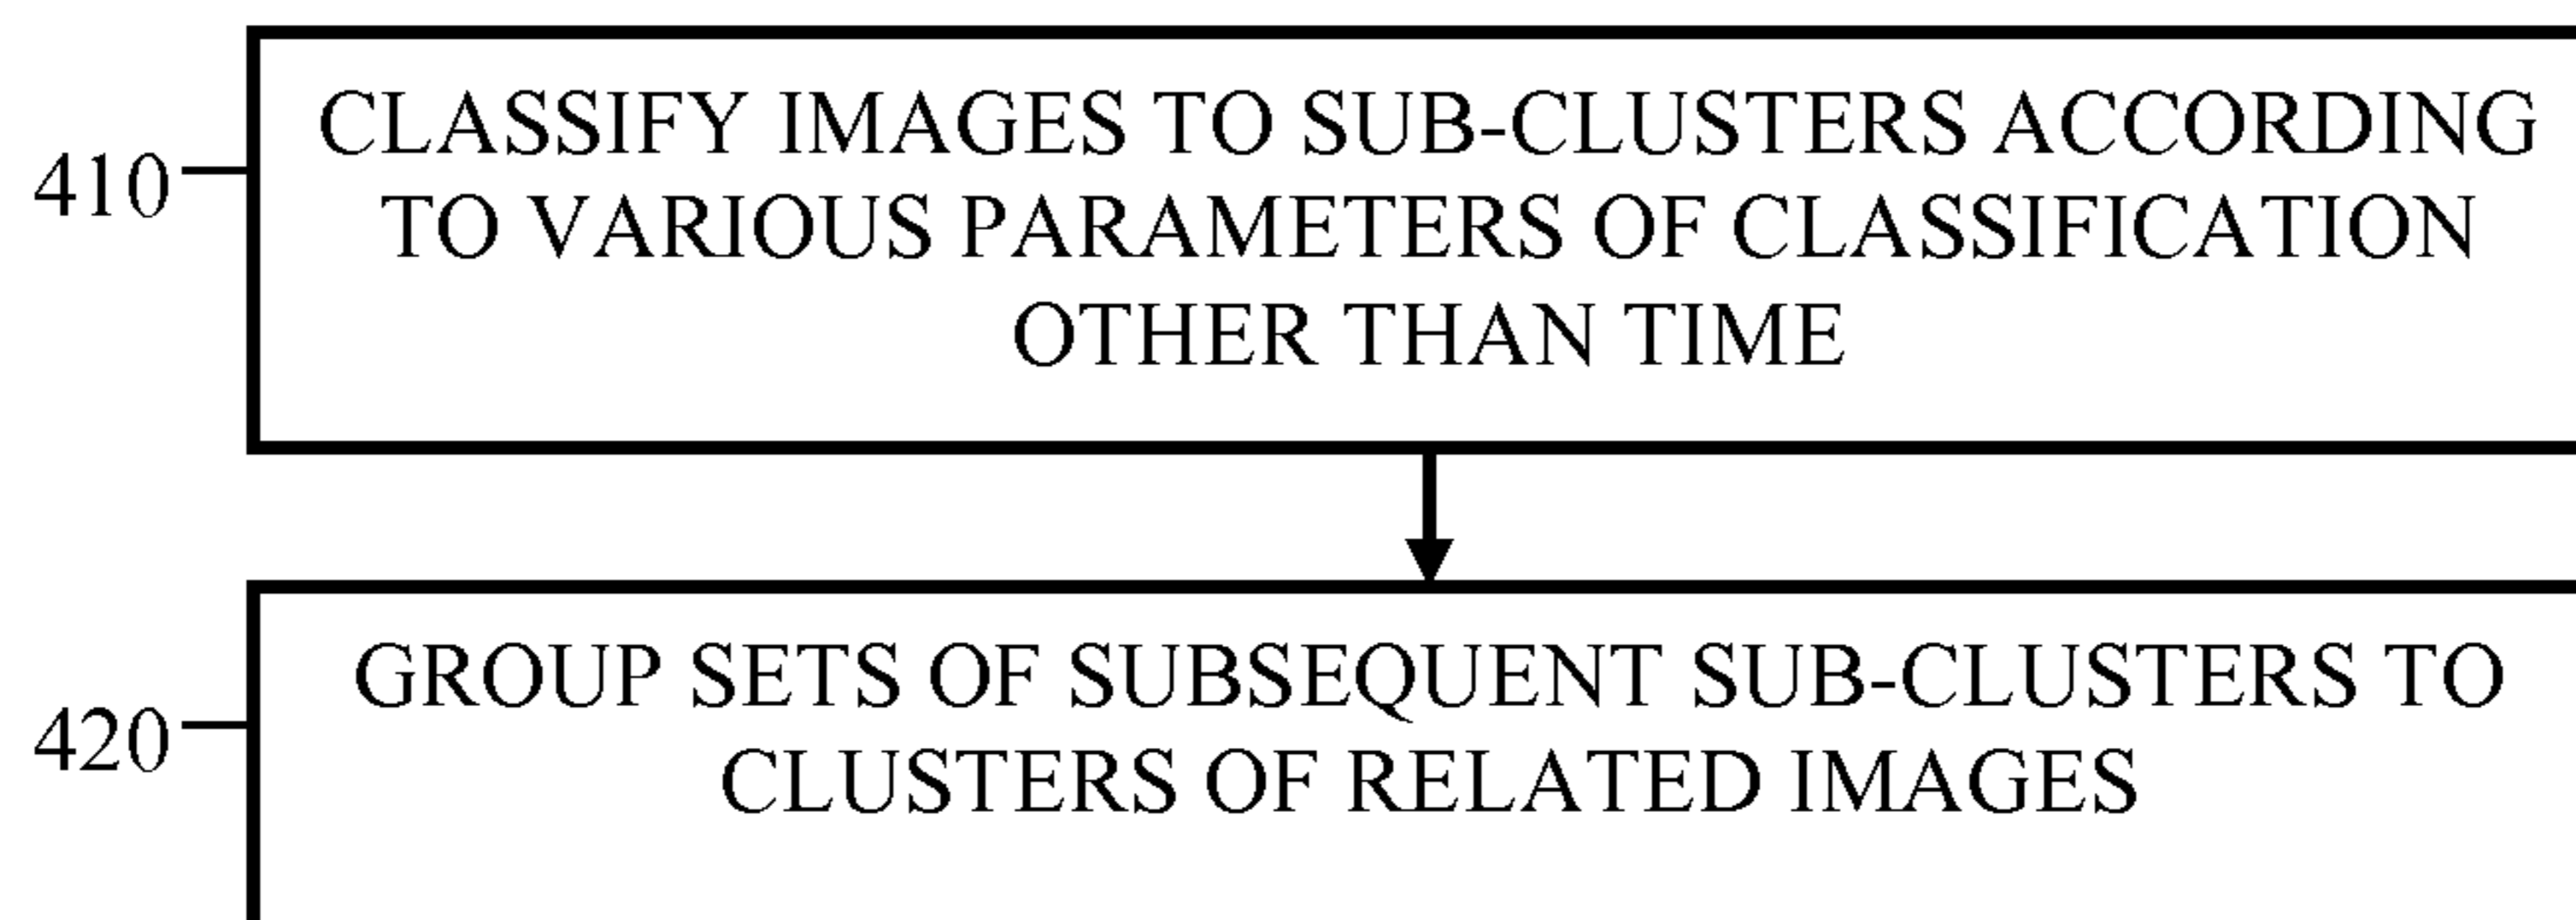 CLASSIFY IMAGES TO SUB-CLUSTERS ACCORDING
410
TO VARIOUS PARAMETERS OF CLASSIFICATION
OTHER THAN TIME
GROUP SETS OF SUBSEQUENT SUB-CLUSTERS TO
420
CLUSTERS OF RELATED IMAGES